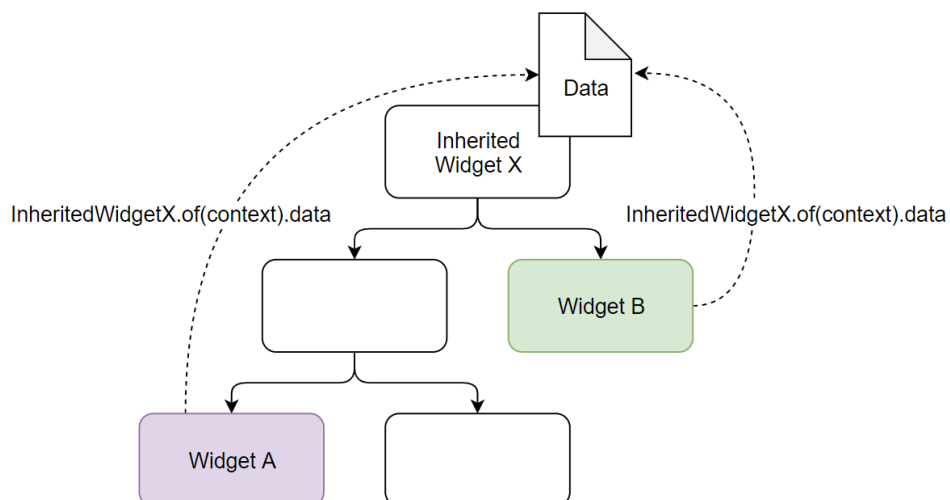 Data
Inherited
Widget X
InheritedWidgetX.of(context).data
InheritedWidgetX.of(context).data
Widget B
Widget A